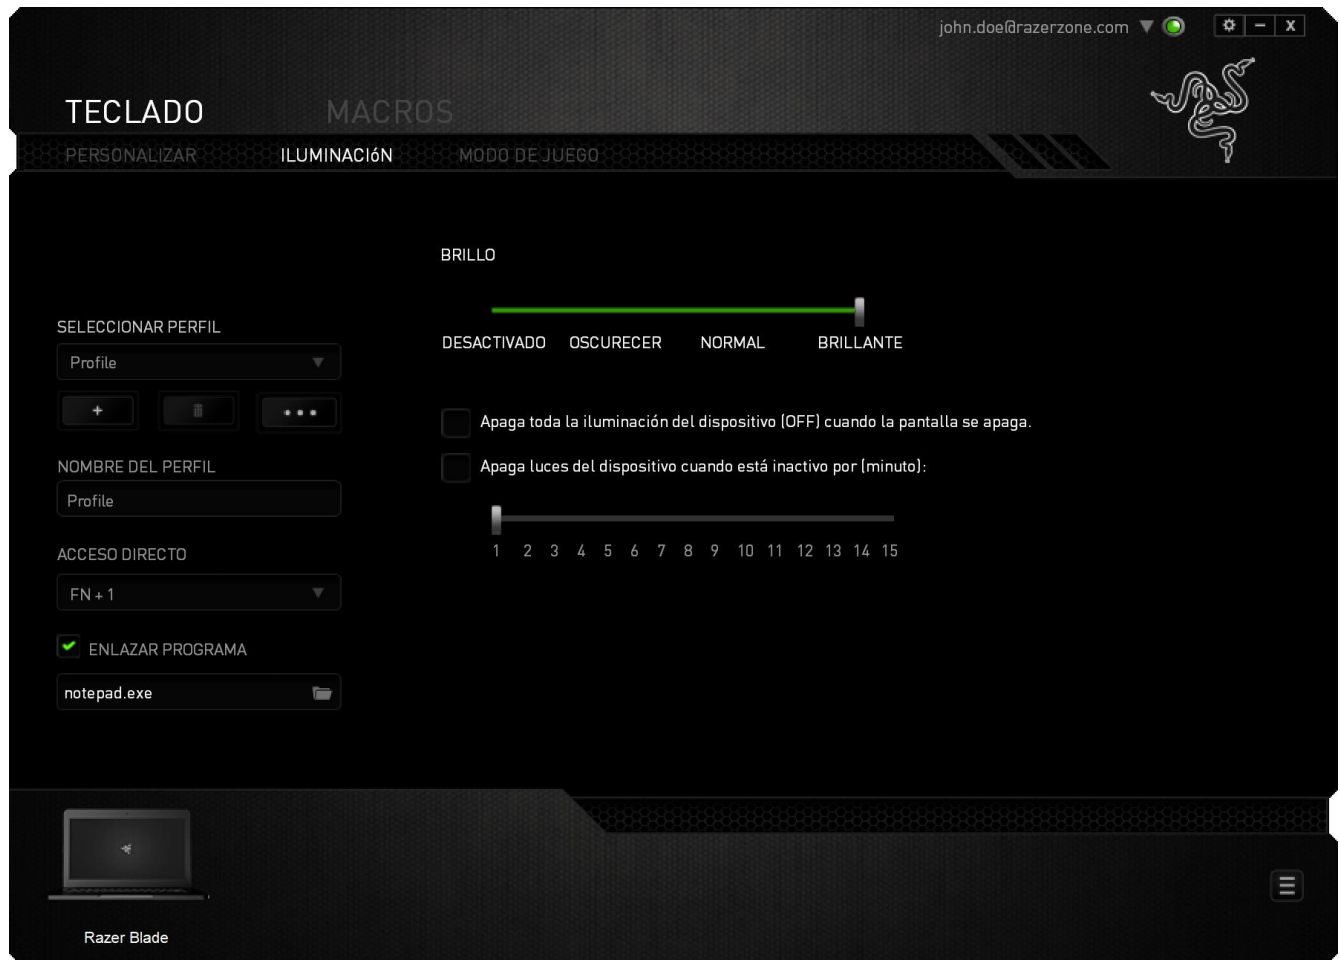 john.doe@razerzone.com
X
TECLADO MACROS
PERSONALIZAR ILUMINACIóN MODO DE JUEGO
BRILLO
DESACTIVADO OSCURECER NORMAL BRILLANTE
SELECCIONAR PERFIL
Profile
+
NOMBRE DEL PERFIL
Profile
ACCESO DIRECTO
FN + 1
ENLAZAR PROGRAMA
notepad.exe
Apaga toda la iluminación del dispositivo (OFF) cuando la pantalla se apaga.
Apaga luces del dispositivo cuando está inactivo por (minuto):
1 2 3 4 5 6 7 8 9 10 11 12 13 14 15
Razer Blade